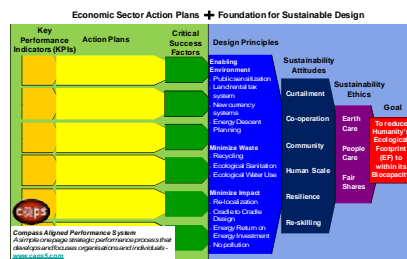 Economic Sector Action Plans + Foundation for Sustainable Design
Key
Performance
Indicators (KPIs)
Action Plans
Critical
Success
Factors
Design Principles
Enabling
Environment
. Public sensitization
. Land rental tax
system
. New currency
systems
. Energy Descent
Planning
Minimize Waste
. Recycling
. Ecological Sanitation
. Ecological Water Use
Minimize Impact
. Re-localization
. Cradle to Cradle
Design
. Energy Return on
Energy Investment
. No pollution
Sustainability
Attitudes
Curtailment
Co-operation
Community
Human Scale
Resilience
Re-skilling
Sustainability
Ethics
Earth
Care
People
Care
Fair
Shares
Goal
To reduce
Humanity's
Ecological
Footprint
(EF) to
within its
Biocapacity
caps
Compass Aligned Performance System
A simple one page strategic performance process that
develops and focuses organisations and individuals -
www.caps5.com